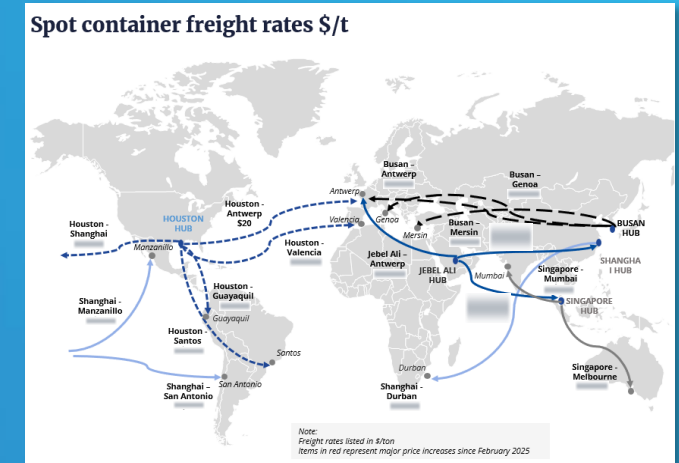 Spot container freight rates $/t
Busan –
Antwerp
Busan –
Genoa
Antwerp
Houston -
Antwerp
$20
Valencia
Genoa
Mersin
Busan –
Mersin
BUSAN
HUB
Houston -
Shanghai
HOUSTON
HUB
Manzanillo
Houston -
Valencia
Jebel Ali –
Antwerp
JEBEL ALI
HUB
Mumbai
Singapore -
Mumbai
SHANGHA
I HUB
Shanghai -
Manzanillo
Houston -
Guayaquil
Guayaquil
SINGAPORE
HUB
Houston -
Santos
Santos
Shanghai –
San Antonio
San Antonio
Durban
Shanghai -
Durban
Singapore -
Melbourne
Note:
Freight rates listed in $/ton
Items in red represent major price increases since February 2025